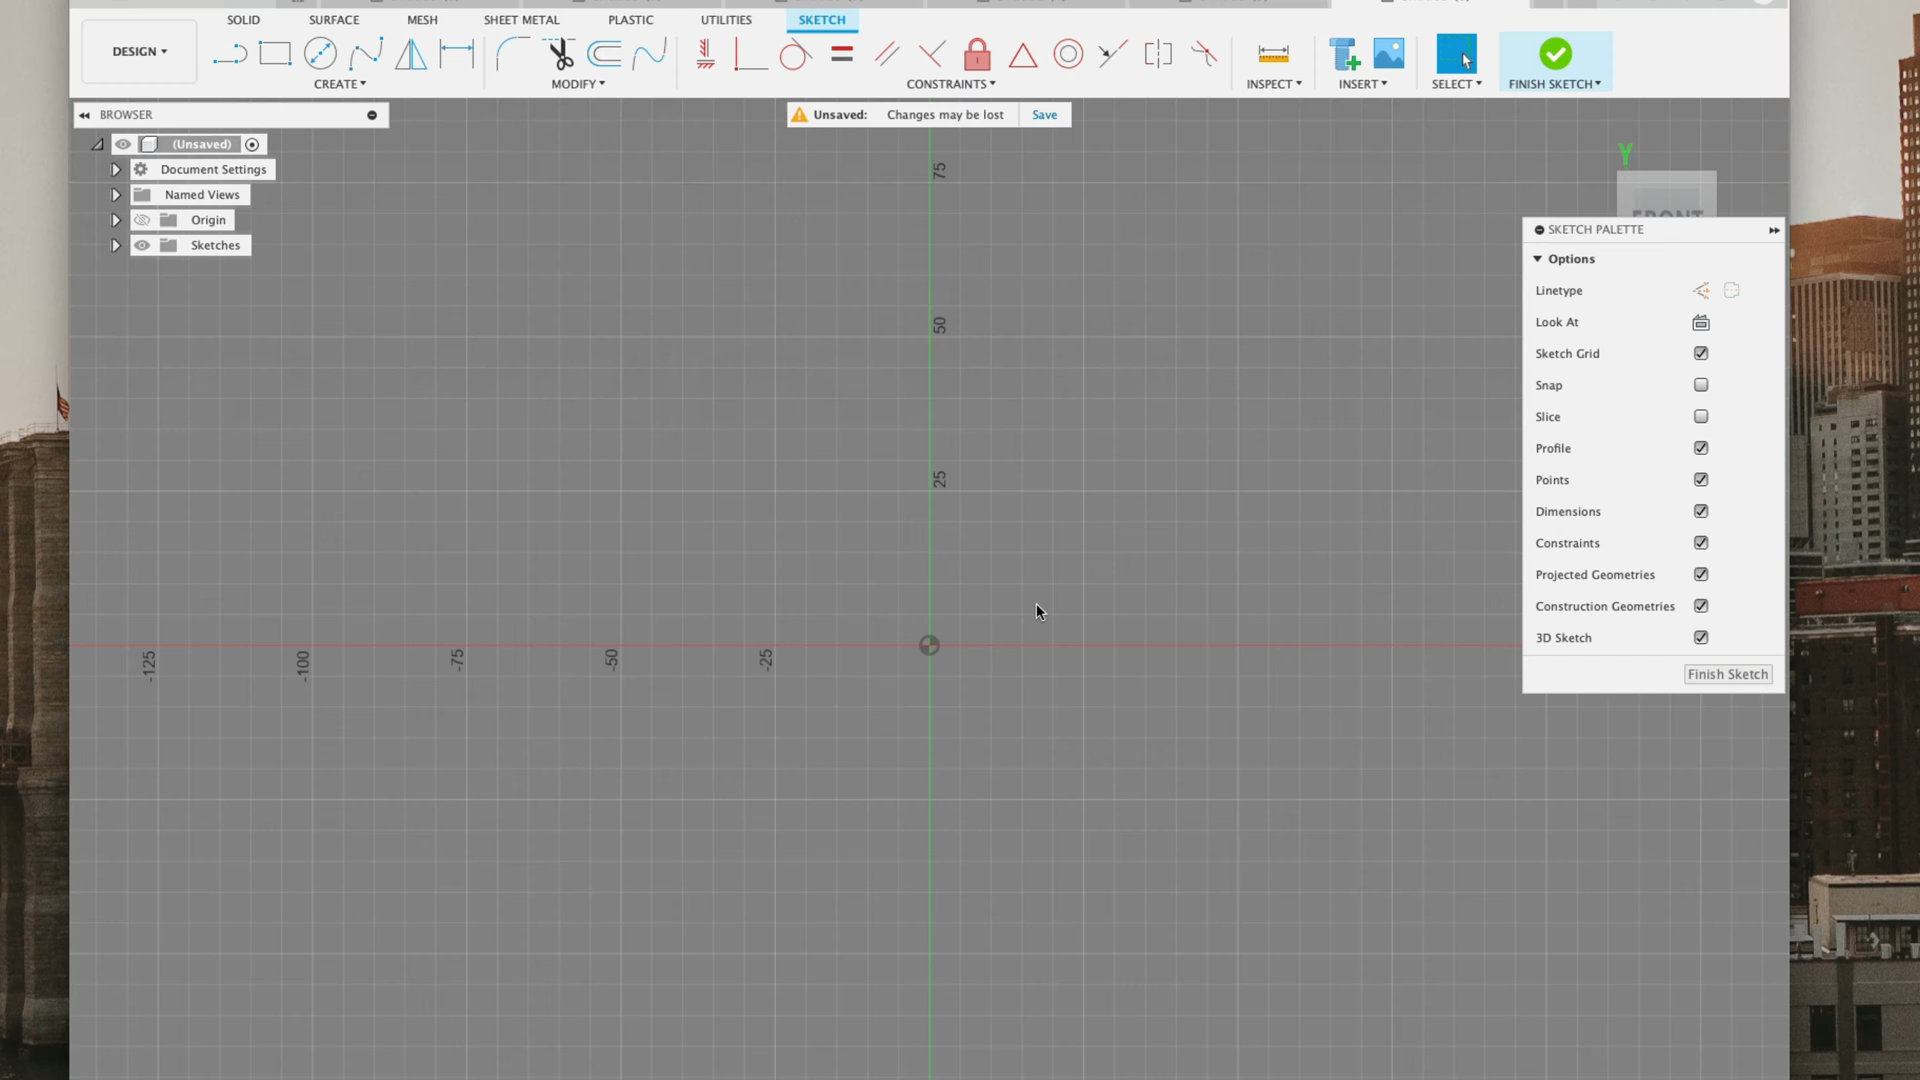 SOLID SURFACE MESH SHEET METAL PLASTIC UTILITIES SKETCH
DESIGN
CREATE MODIFY CONSTRAINTS INSPECT INSERT SELECT FINISH SKETCH
BROWSER
Unsaved: Changes may be lost Save
(Unsaved)
Document Settings
Named Views
Origin
Sketches
Y
FRONT
75
50
25
-125 -100 -75 -50 -25
SKETCH PALETTE
Options
Linetype
Look At
Sketch Grid
Snap
Slice
Profile
Points
Dimensions
Constraints
Projected Geometries
Construction Geometries
3D Sketch
Finish Sketch